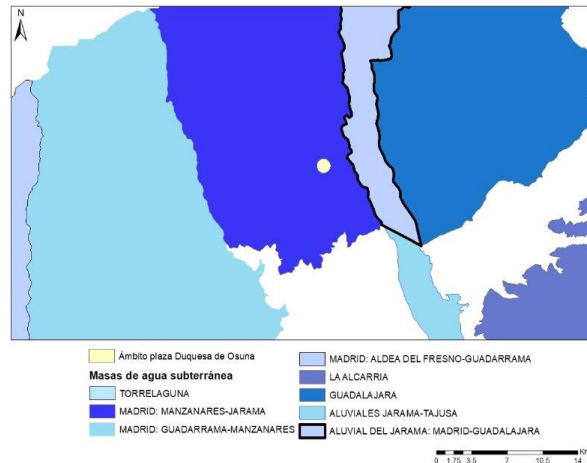 N
Ámbito plaza Duquesa de Osuna
Masas de agua subterránea
TORRELAGUNA
MADRID: MANZANARES-JARAMA
MADRID: GUADARRAMA-MANZANARES
MADRID: ALDEA DEL FRESNO-GUADARRAMA
LA ALCARRIA
GUADALAJARA
ALUVIALES JARAMA-TAJUSA
ALUVIAL DEL JARAMA: MADRID-GUADALAJARA
0 1.75 3.5 7 10.5 14